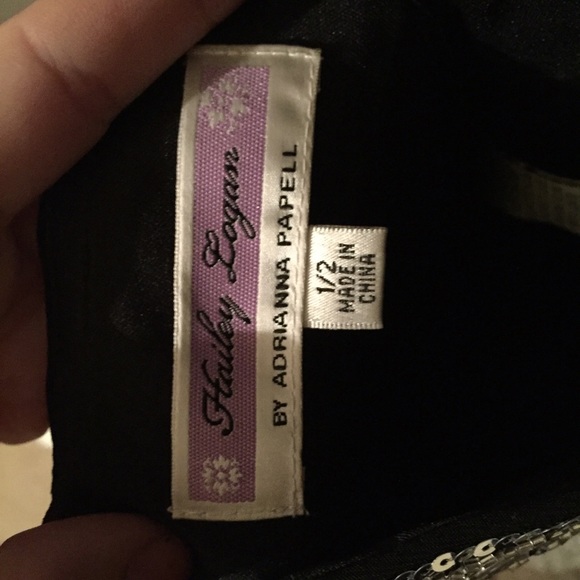 Hailey Logan
BY ADRIANNA PAPELL
1/2
MADE IN
CHINA